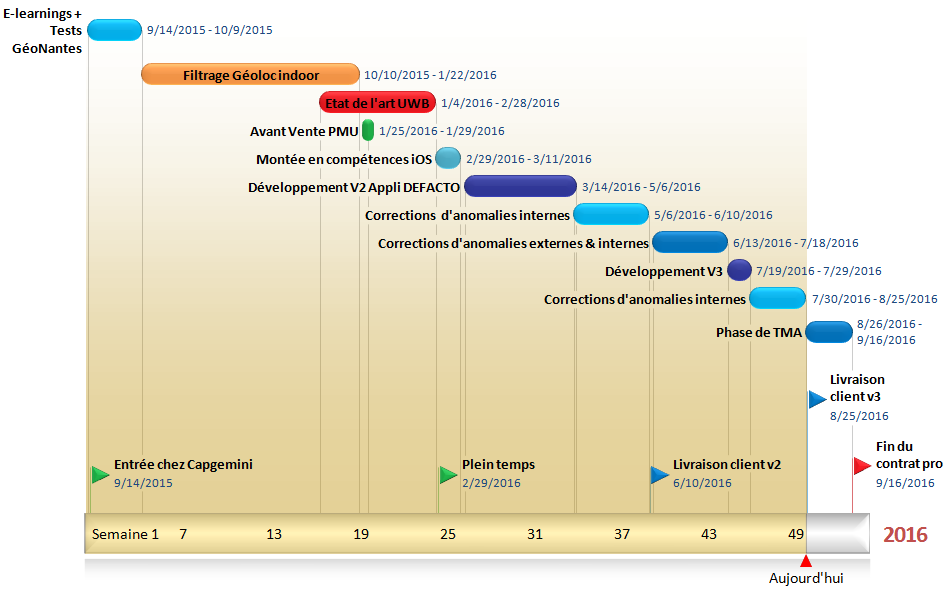 E-learnings +
Tests
GéoNantes
9/14/2015 - 10/9/2015
Filtrage Géoloc indoor
10/10/2015 - 1/22/2016
Etat de l'art UWB
1/4/2016 - 2/28/2016
Avant Vente PMU
1/25/2016 - 1/29/2016
Montée en compétences iOS
2/29/2016 - 3/11/2016
Développement V2 Appli DEFACTO
3/14/2016 - 5/6/2016
Corrections d'anomalies internes
5/6/2016 - 6/10/2016
Corrections d'anomalies externes & internes
6/13/2016 - 7/18/2016
Développement V3
7/19/2016 - 7/29/2016
Corrections d'anomalies internes
7/30/2016 - 8/25/2016
Phase de TMA
8/26/2016 -
9/16/2016
Livraison
client v3
8/25/2016
Entrée chez Capgemini
9/14/2015
Plein temps
2/29/2016
Livraison client v2
6/10/2016
Fin du
contrat pro
9/16/2016
Semaine 1 7 13 19 25 31 37 43 49
2016
Aujourd'hui